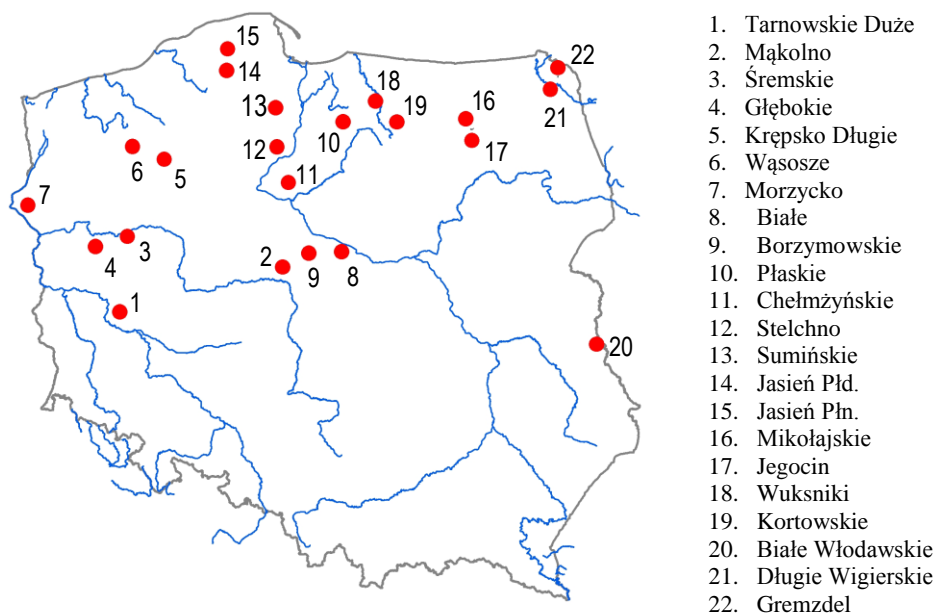 15
14
22
21
18
19
16
17
13
12
10
11
6
5
7
4
3
2
9
8
1
20
1. Tarnowskie Duże
2. Mąkolno
3. Śremskie
4. Głębokie
5. Krępsko Długie
6. Wąsosze
7. Morzycko
8. Białe
9. Borzymowskie
10. Płaskie
11. Chełmżyńskie
12. Stelchno
13. Sumińskie
14. Jasień Płd.
15. Jasień Płn.
16. Mikołajskie
17. Jegocin
18. Wuksniki
19. Kortowskie
20. Białe Włodawskie
21. Długie Wigierskie
22. Gremzdel